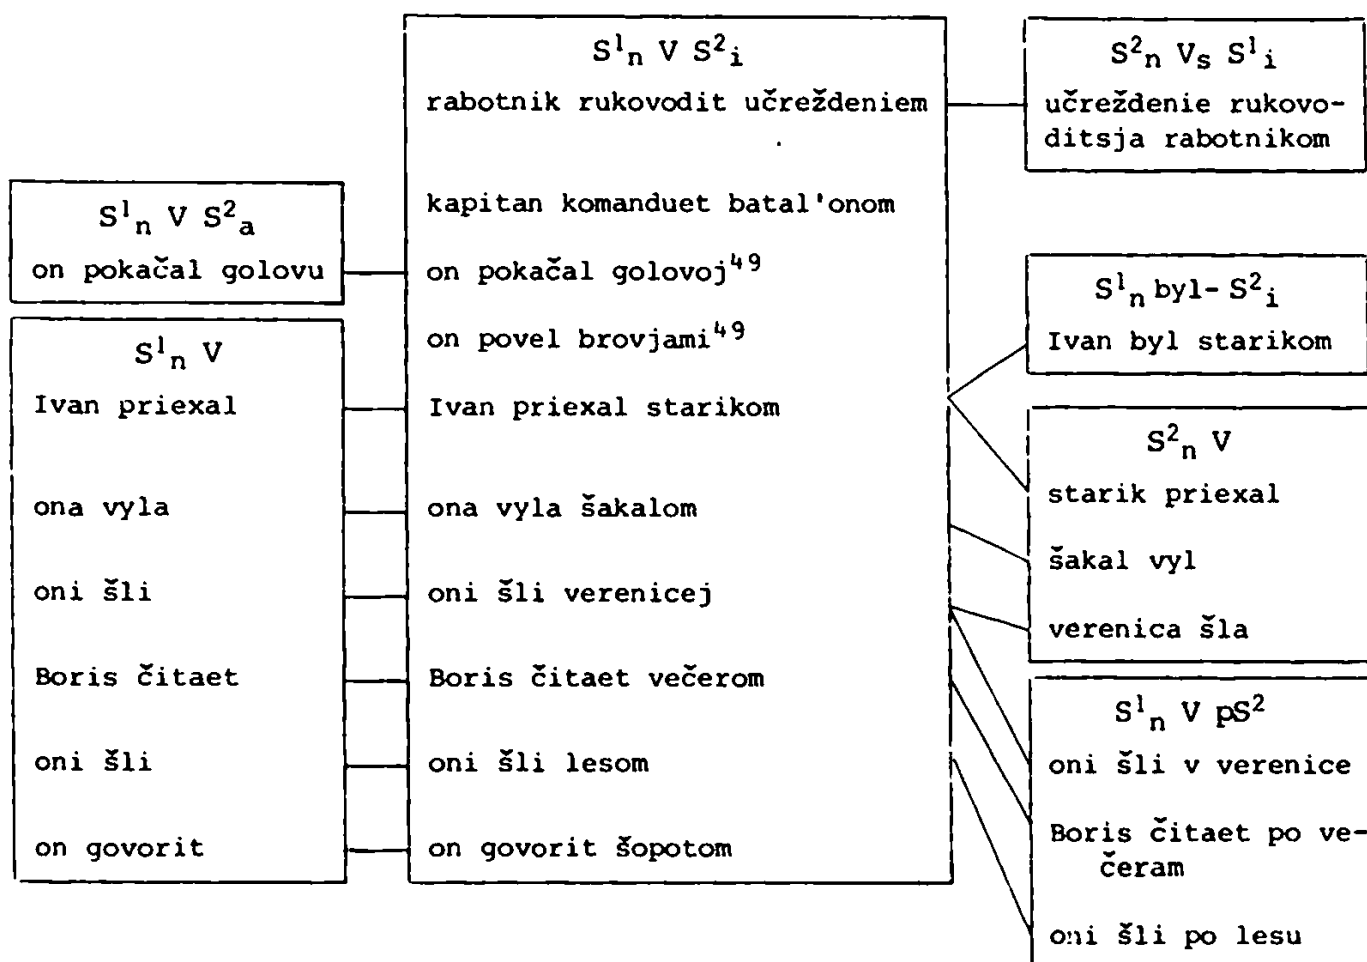 S¹ₙ V S²ₐ
on pokačal golovu
S¹ₙ V
Ivan priexal
ona vyla
oni šli
Boris čitaet
oni šli
on govorit
S¹ₙ V S²ᵢ
rabotnik rukovodit učreždeniem
kapitan komanduet batal'onom
on pokačal golovoj⁴⁹
on povel brovjami⁴⁹
Ivan priexal starikom
ona vyla šakalom
oni šli verenicej
Boris čitaet večerom
oni šli lesom
on govorit šopotom
S²ₙ Vₛ S¹ᵢ
učreždenie rukovo-
ditsja rabotnikom
S¹ₙ byl- S²ᵢ
Ivan byl starikom
S²ₙ V
starik priexal
šakal vyl
verenica šla
S¹ₙ V pS²
oni šli v verenice
Boris čitaet po ve-
čeram
oni šli po lesu